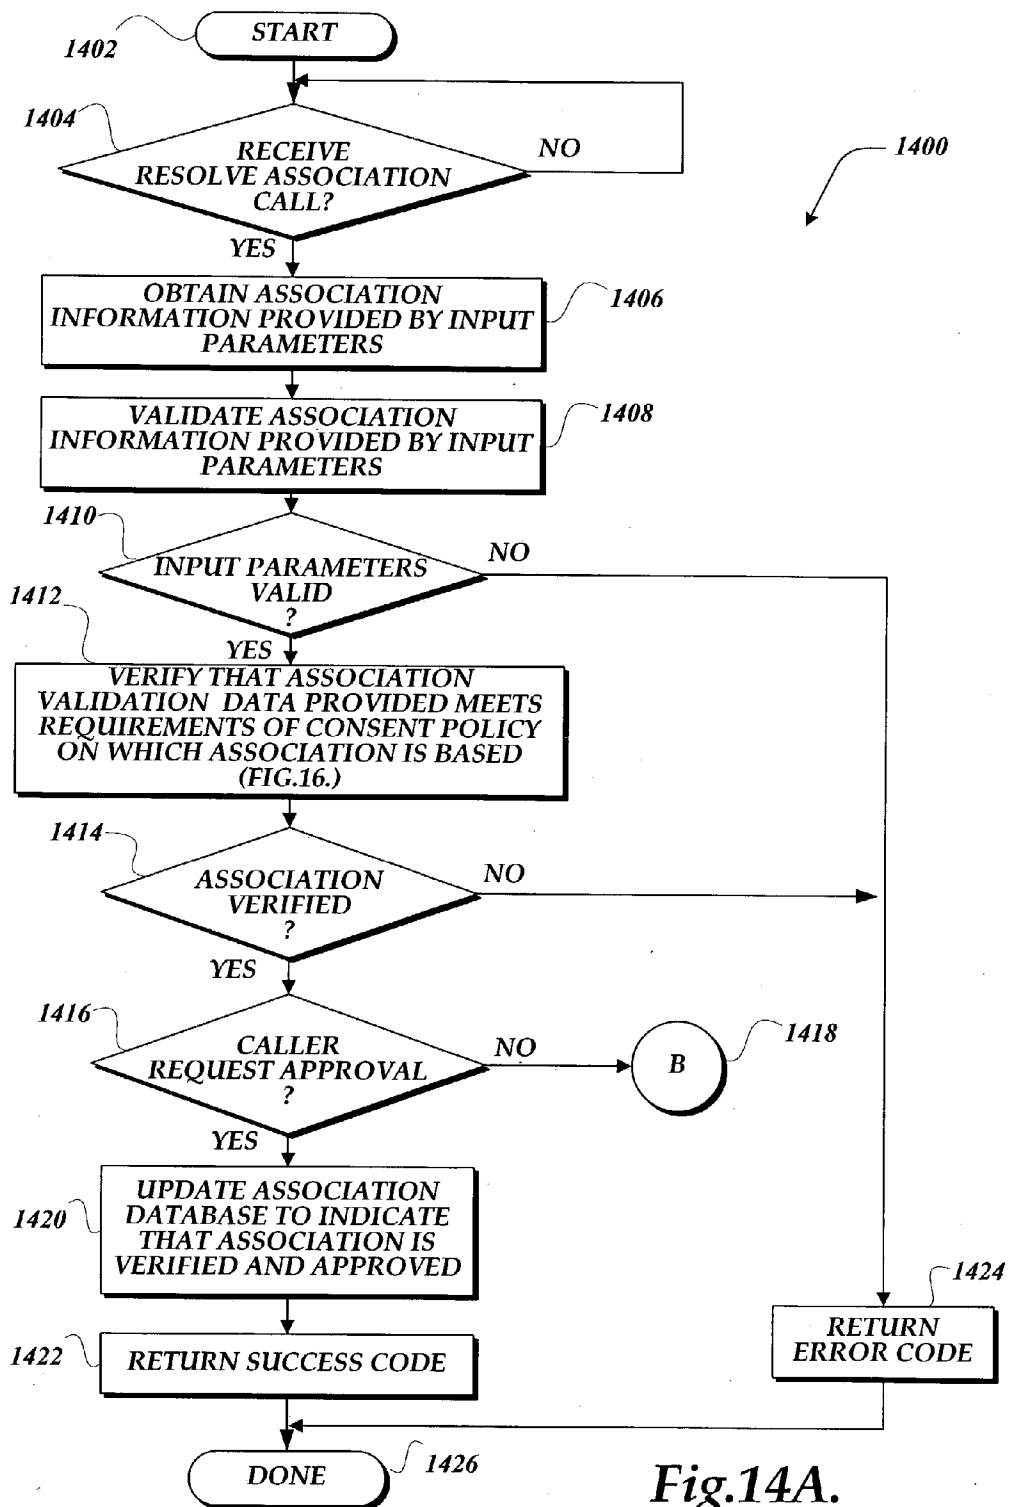 START
1402
1404
RECEIVE
RESOLVE ASSOCIATION
CALL?
NO
1400
YES
OBTAIN ASSOCIATION
INFORMATION PROVIDED BY INPUT
PARAMETERS
1406
VALIDATE ASSOCIATION
INFORMATION PROVIDED BY INPUT
PARAMETERS
1408
1410
INPUT PARAMETERS
VALID
?
NO
1412
YES
VERIFY THAT ASSOCIATION
VALIDATION DATA PROVIDED MEETS
REQUIREMENTS OF CONSENT POLICY
ON WHICH ASSOCIATION IS BASED
(FIG.16.)
1414
ASSOCIATION
VERIFIED
?
NO
YES
1416
CALLER
REQUEST APPROVAL
?
NO
B
1418
YES
UPDATE ASSOCIATION
DATABASE TO INDICATE
THAT ASSOCIATION IS
VERIFIED AND APPROVED
1420
1424
RETURN
ERROR CODE
1422
RETURN SUCCESS CODE
DONE
1426
Fig.14A.